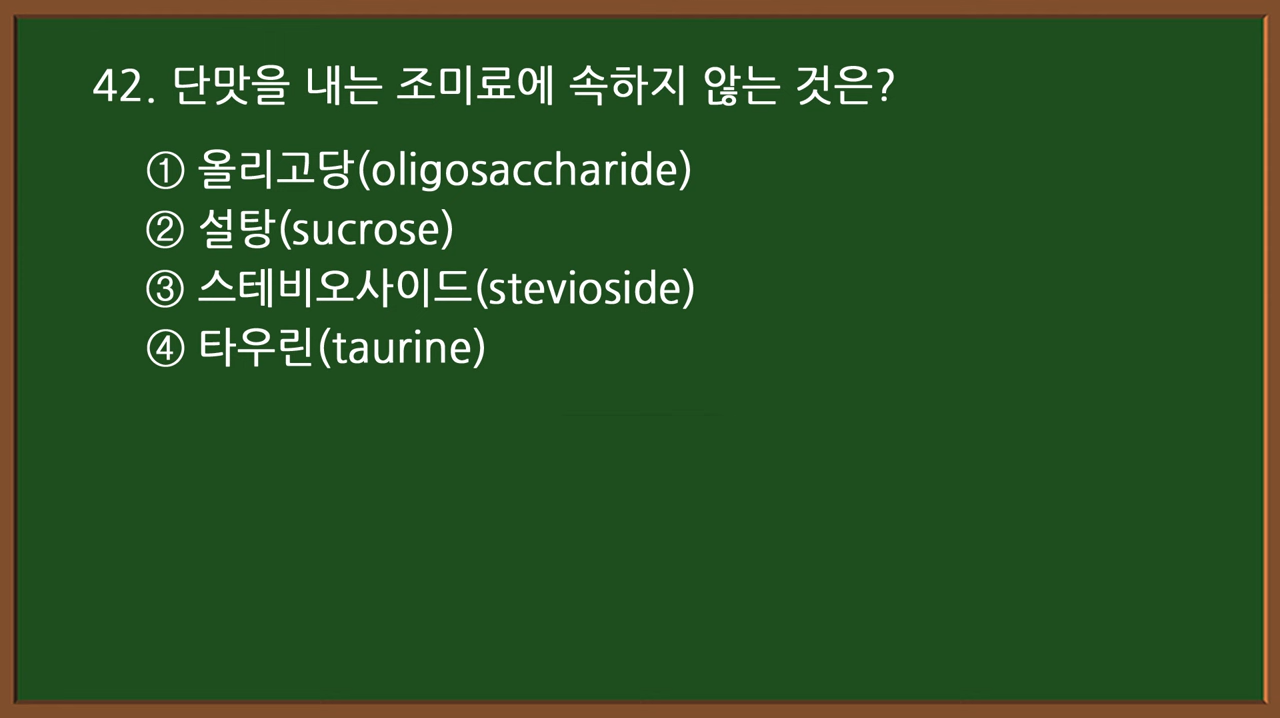 42. 단맛을 내는 조미료에 속하지 않는 것은?
① 올리고당(oligosaccharide)
② 설탕(sucrose)
③ 스테비오사이드(stevioside)
④ 타우린(taurine)